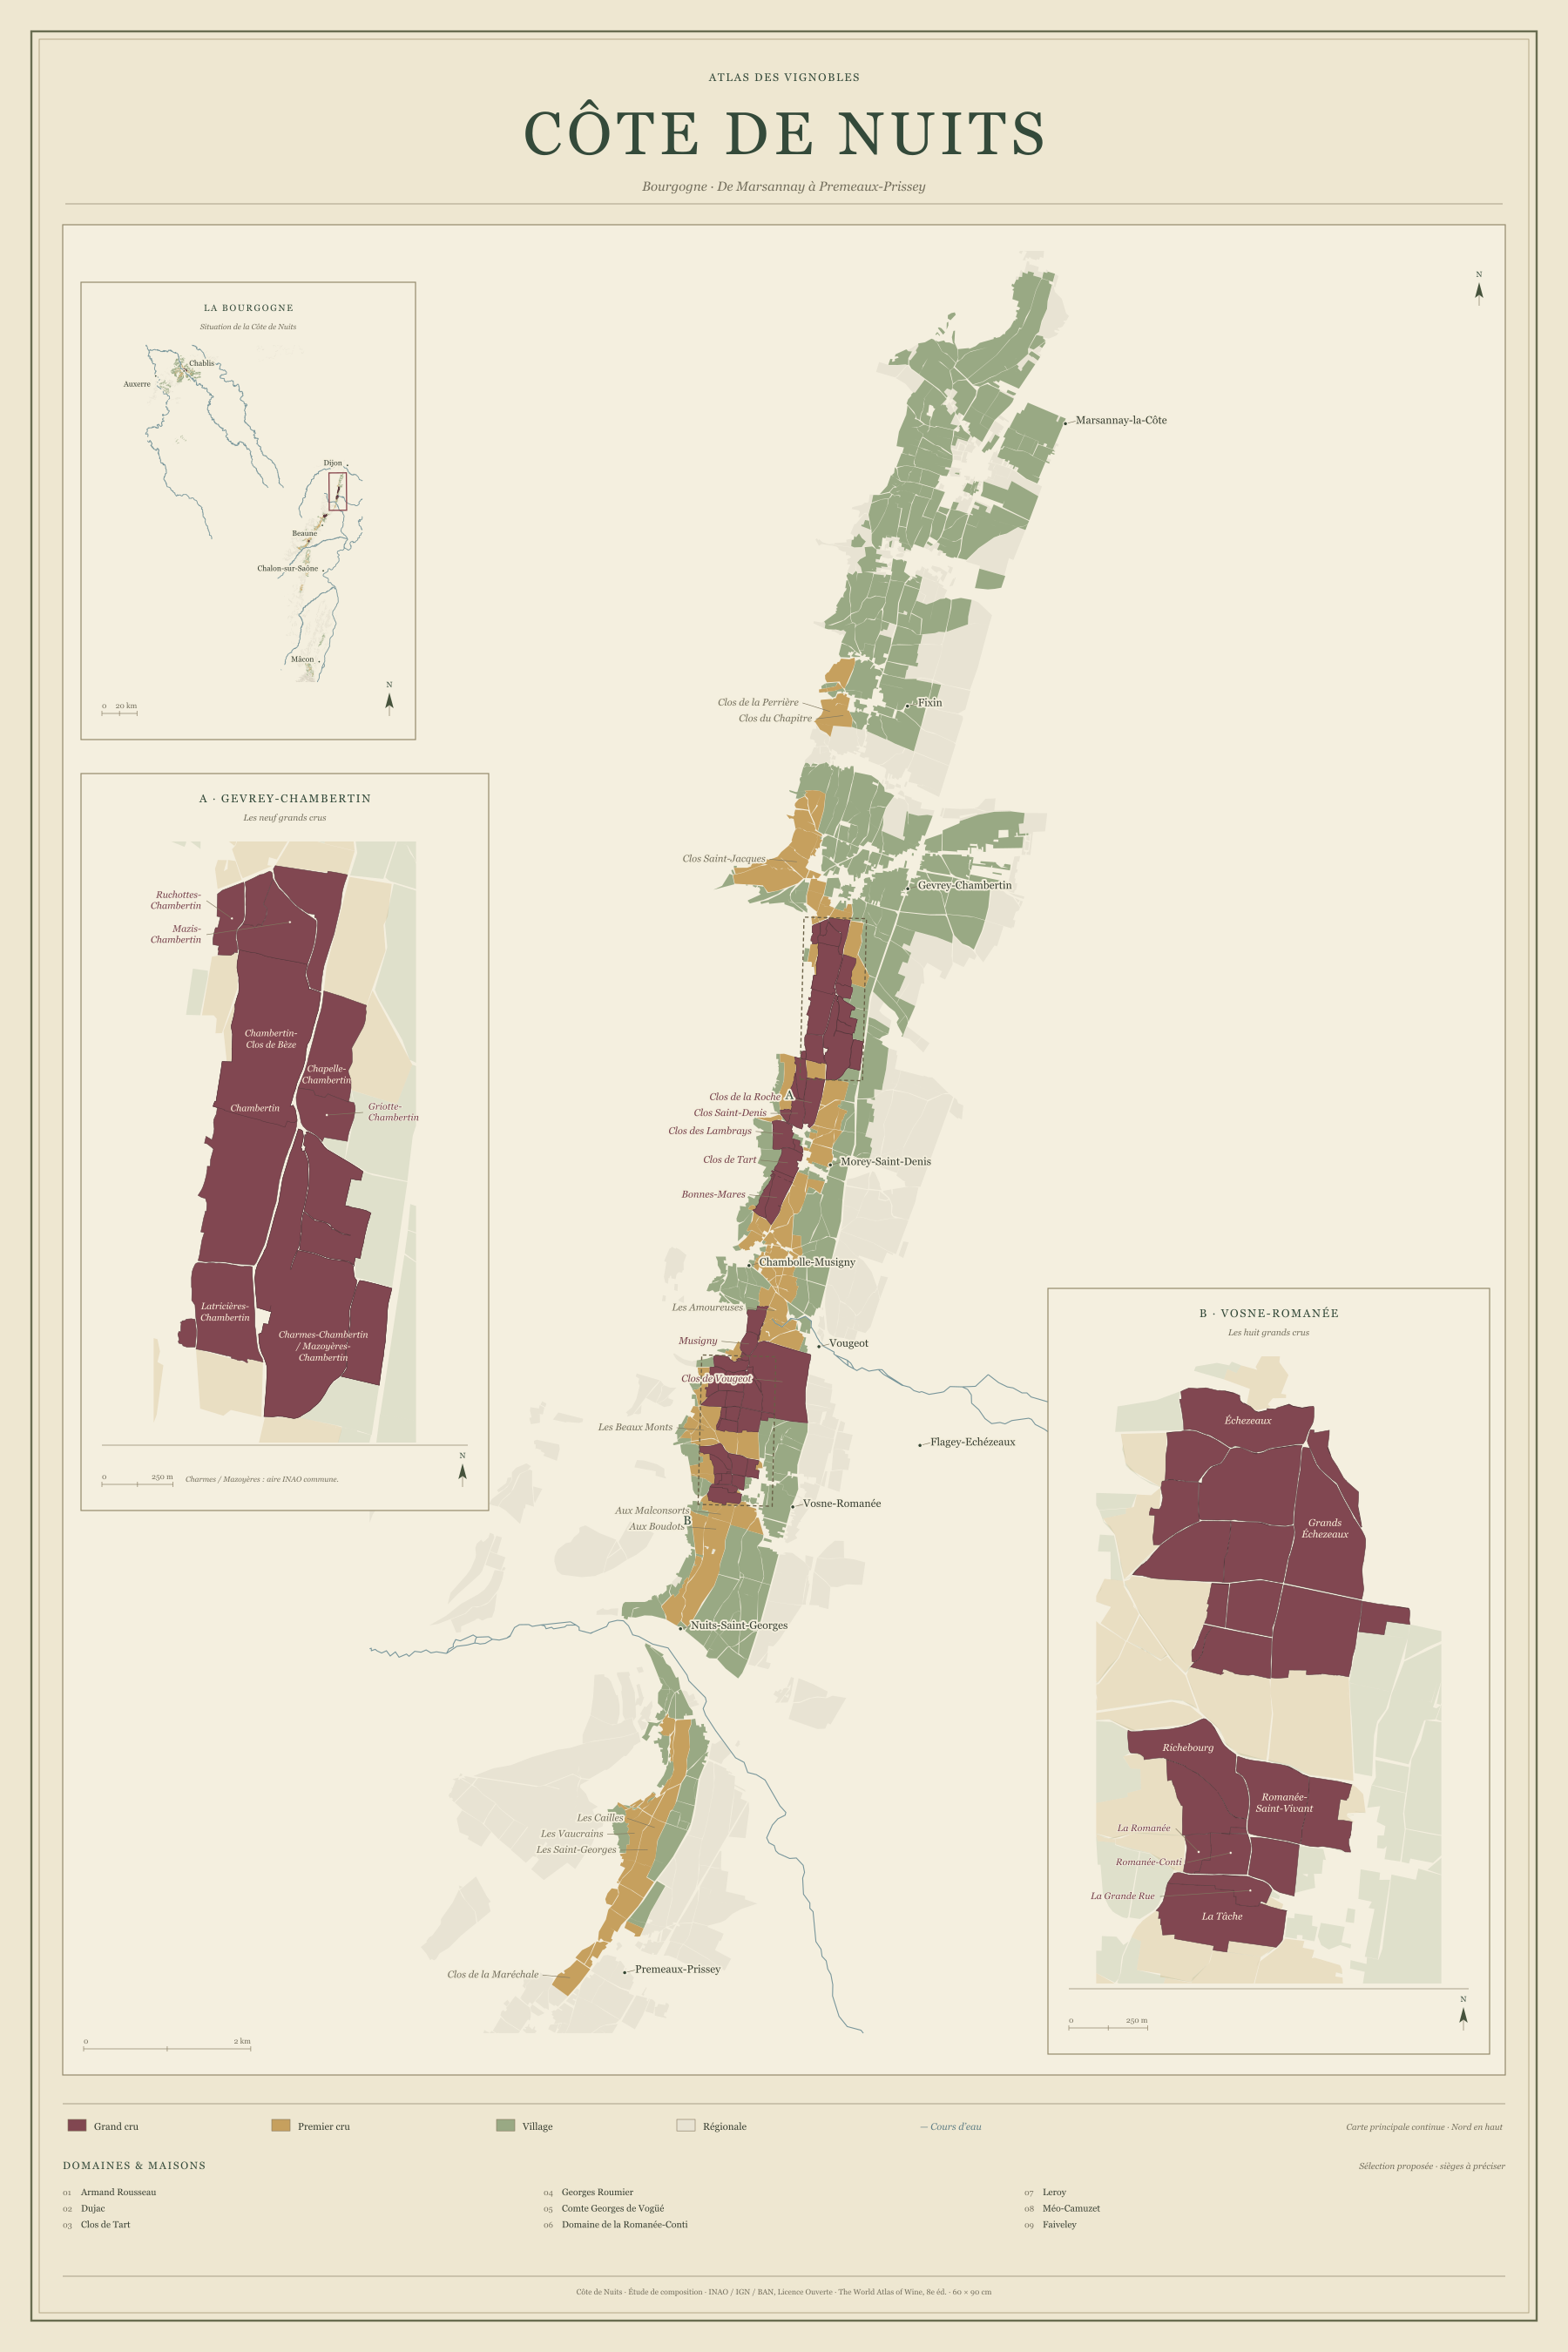 ATLAS DES VIGNOBLES
CÔTE DE NUITS
Bourgogne · De Marsannay à Premeaux-Prissey
N
LA BOURGOGNE
Situation de la Côte de Nuits
Chablis
Auxerre
Dijon
Beaune
Chalon-sur-Saône
Mâcon
N
0 20 km
Marsannay-la-Côte
Clos de la Perrière
Fixin
Clos du Chapitre
Clos Saint-Jacques
Gevrey-Chambertin
Clos de la Roche
A
Clos Saint-Denis
Clos des Lambrays
Clos de Tart
Morey-Saint-Denis
Bonnes-Mares
Chambolle-Musigny
Les Amoureuses
Musigny
Vougeot
Clos de Vougeot
Les Beaux Monts
Flagey-Echézeaux
Vosne-Romanée
Aux Malconsorts
B
Aux Boudots
Nuits-Saint-Georges
Les Cailles
Les Vaucrains
Les Saint-Georges
Clos de la Maréchale
Premeaux-Prissey
0 2 km
A · GEVREY-CHAMBERTIN
Les neuf grands crus
Ruchottes-
Chambertin
Mazis-
Chambertin
Chambertin-
Clos de Bèze
Chapelle-
Chambertin
Chambertin
Griotte-
Chambertin
Latricières-
Chambertin
Charmes-Chambertin
/ Mazoyères-
Chambertin
N
0 250 m
Charmes / Mazoyères : aire INAO commune.
B · VOSNE-ROMANÉE
Les huit grands crus
Échezeaux
Grands
Échezeaux
Richebourg
Romanée-
Saint-Vivant
La Romanée
Romanée-Conti
La Grande Rue
La Tâche
N
0 250 m
Grand cru
Premier cru
Village
Régionale
— Cours d'eau
Carte principale continue · Nord en haut
DOMAINES & MAISONS
Sélection proposée · sièges à préciser
01 Armand Rousseau
02 Dujac
03 Clos de Tart
04 Georges Roumier
05 Comte Georges de Vogüé
06 Domaine de la Romanée-Conti
07 Leroy
08 Méo-Camuzet
09 Faiveley
Côte de Nuits · Étude de composition · INAO / IGN / BAN, Licence Ouverte · The World Atlas of Wine, 8e éd. · 60 × 90 cm